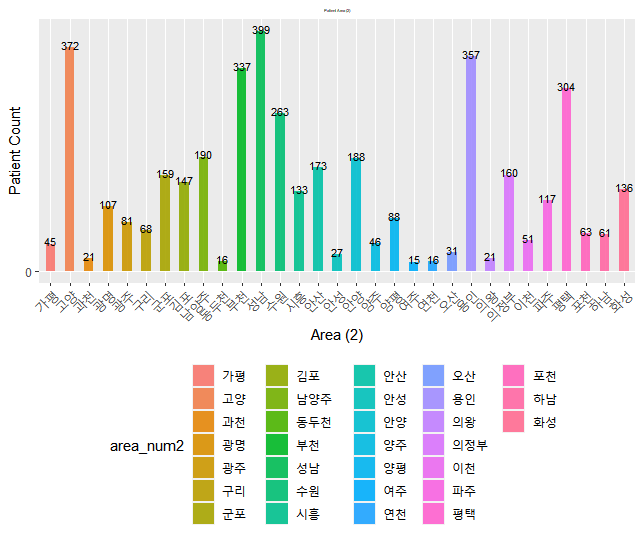 Patient Area(2)
Patient Count
399
372
357
337
304
263
190
188
173
159
160
147
133
136
117
107
81
88
68
63
61
45
46
51
21
16
27
15
16
31
21
0
가평 고양 과천 광명 광주 구리 군포 김포 남양주 동두천 부천 성남 수원 시흥 안산 안성 안양 양주 양평 여주 연천 오산 용인 의왕 의정부 이천 파주 평택 포천 하남 화성
Area (2)
area_num2
가평
고양
과천
광명
광주
구리
군포
김포
남양주
동두천
부천
성남
수원
시흥
안산
안성
안양
양주
양평
여주
연천
오산
용인
의왕
의정부
이천
파주
평택
포천
하남
화성